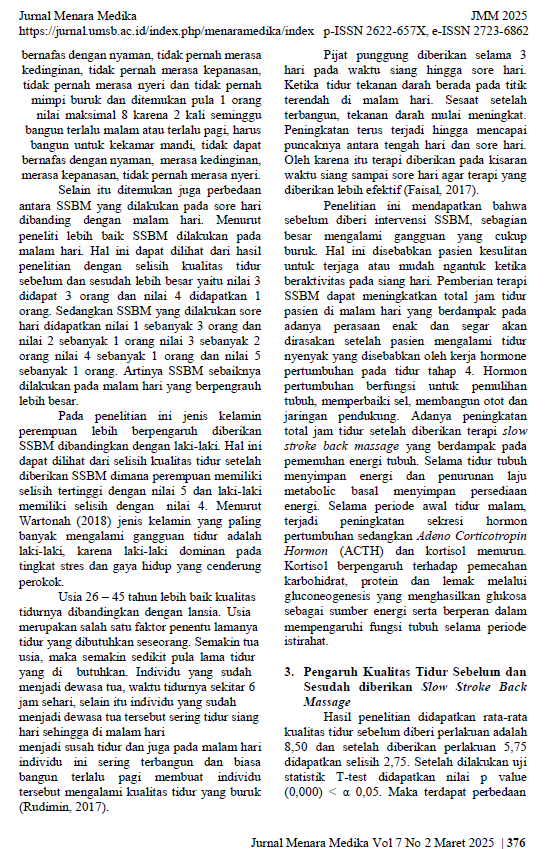 Jurnal Menara Medika JMM 2025
https://jurnal.umsb.ac.id/index.php/menaramedika/index p-ISSN 2622-657X, e-ISSN 2723-6862
bernafas dengan nyaman, tidak pernah merasa
kedinginan, tidak pernah merasa kepanasan,
tidak pernah merasa nyeri dan tidak pernah
mimpi buruk dan ditemukan pula 1 orang
nilai maksimal 8 karena 2 kali seminggu
bangun terlalu malam atau terlalu pagi, harus
bangun untuk kekamar mandi, tidak dapat
bernafas dengan nyaman, merasa kedinginan,
merasa kepanasan, tidak pernah merasa nyeri.
Selain itu ditemukan juga perbedaan
antara SSBM yang dilakukan pada sore hari
dibanding dengan malam hari. Menurut
peneliti lebih baik SSBM dilakukan pada
malam hari. Hal ini dapat dilihat dari hasil
penelitian dengan selisih kualitas tidur
sebelum dan sesudah lebih besar yaitu nilai 3
didapat 3 orang dan nilai 4 didapatkan 1
orang. Sedangkan SSBM yang dilakukan sore
hari didapatkan nilai 1 sebanyak 3 orang dan
nilai 2 sebanyak 1 orang nilai 3 sebanyak 2
orang nilai 4 sebanyak 1 orang dan nilai 5
sebanyak 1 orang. Artinya SSBM sebaiknya
dilakukan pada malam hari yang berpengrauh
lebih besar.
Pada penelitian ini jenis kelamin
perempuan lebih berpengaruh diberikan
SSBM dibandingkan dengan laki-laki. Hal ini
dapat dilihat dari selisih kualitas tidur setelah
diberikan SSBM dimana perempuan memiliki
selisih tertinggi dengan nilai 5 dan laki-laki
memiliki selisih dengan nilai 4. Menurut
Wartonah (2018) jenis kelamin yang paling
banyak mengalami gangguan tidur adalah
laki-laki, karena laki-laki dominan pada
tingkat stres dan gaya hidup yang cenderung
perokok.
Usia 26 – 45 tahun lebih baik kualitas
tidurnya dibandingkan dengan lansia. Usia
merupakan salah satu faktor penentu lamanya
tidur yang dibutuhkan seseorang. Semakin tua
usia, maka semakin sedikit pula lama tidur
yang di butuhkan. Individu yang sudah
menjadi dewasa tua, waktu tidurnya sekitar 6
jam sehari, selain itu individu yang sudah
menjadi dewasa tua tersebut sering tidur siang
hari sehingga di malam hari
menjadi susah tidur dan juga pada malam hari
individu ini sering terbangun dan biasa
bangun terlalu pagi membuat individu
tersebut mengalami kualitas tidur yang buruk
(Rudimin, 2017).
Pijat punggung diberikan selama 3
hari pada waktu siang hingga sore hari.
Ketika tidur tekanan darah berada pada titik
terendah di malam hari. Sesaat setelah
terbangun, tekanan darah mulai meningkat.
Peningkatan terus terjadi hingga mencapai
puncaknya antara tengah hari dan sore hari.
Oleh karena itu terapi diberikan pada kisaran
waktu siang sampai sore hari agar terapi yang
diberikan lebih efektif (Faisal, 2017).
Penelitian ini mendapatkan bahwa
sebelum diberi intervensi SSBM, sebagian
besar mengalami gangguan yang cukup
buruk. Hal ini disebabkan pasien kesulitan
untuk terjaga atau mudah ngantuk ketika
beraktivitas pada siang hari. Pemberian terapi
SSBM dapat meningkatkan total jam tidur
pasien di malam hari yang berdampak pada
adanya perasaan enak dan segar akan
dirasakan setelah pasien mengalami tidur
nyenyak yang disebabkan oleh kerja hormone
pertumbuhan pada tidur tahap 4. Hormon
pertumbuhan berfungsi untuk pemulihan
tubuh, memperbaiki sel, membangun otot dan
jaringan pendukung. Adanya peningkatan
total jam tidur setelah diberikan terapi slow
stroke back massage yang berdampak pada
pemenuhan energi tubuh. Selama tidur tubuh
menyimpan energi dan penurunan laju
metabolic basal menyimpan persediaan
energi. Selama periode awal tidur malam,
terjadi peningkatan sekresi hormon
pertumbuhan sedangkan Adeno Corticotropin
Hormon (ACTH) dan kortisol menurun.
Kortisol berpengaruh terhadap pemecahan
karbohidrat, protein dan lemak melalui
gluconeogenesis yang menghasilkan glukosa
sebagai sumber energi serta berperan dalam
mempengaruhi fungsi tubuh selama periode
istirahat.
3. Pengaruh Kualitas Tidur Sebelum dan
Sesudah diberikan Slow Stroke Back
Massage
Hasil penelitian didapatkan rata-rata
kualitas tidur sebelum diberi perlakuan adalah
8,50 dan setelah diberikan perlakuan 5,75
didapatkan selisih 2,75. Setelah dilakukan uji
statistik T-test didapatkan nilai p value
(0,000) < α 0,05. Maka terdapat perbedaan
Jurnal Menara Medika Vol 7 No 2 Maret 2025 | 376